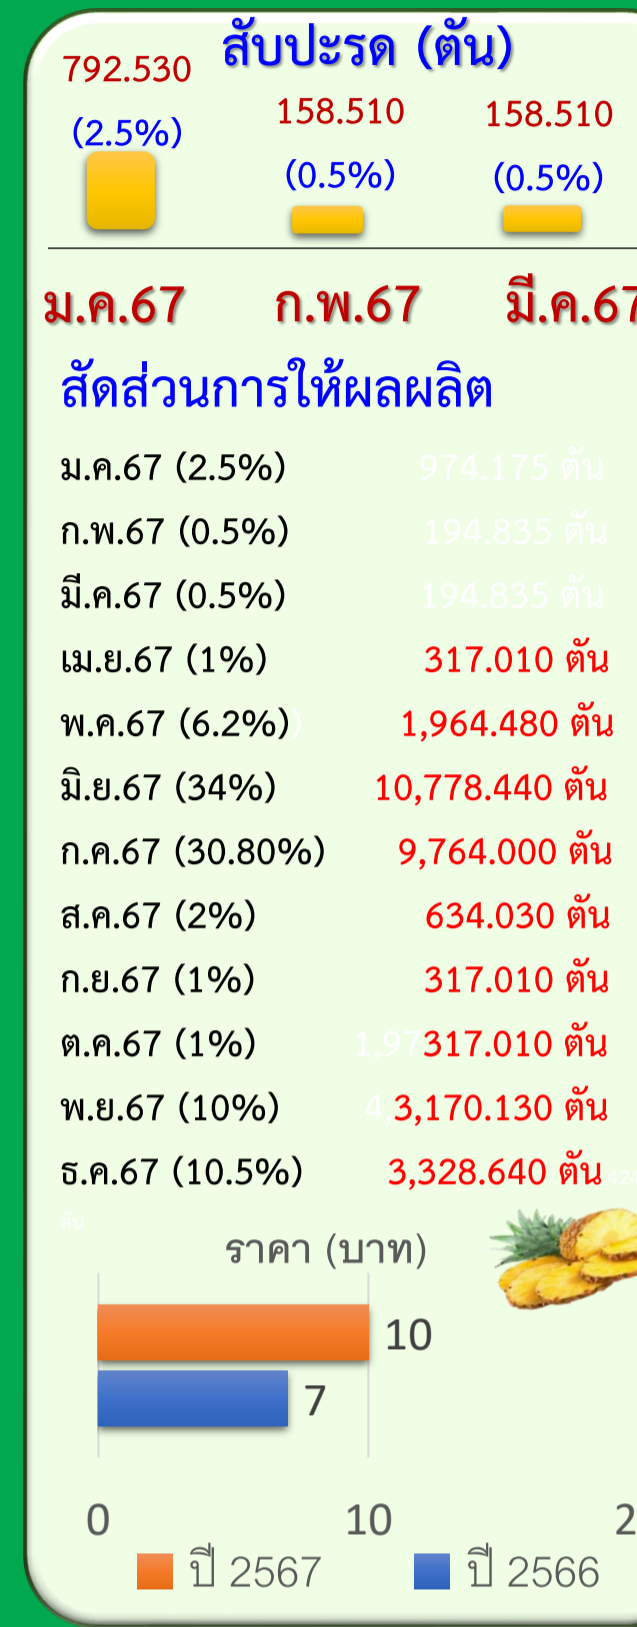 สับปะรด (ตัน)
792.530 158.510 158.510
(2.5%) (0.5%) (0.5%)
ม.ค.67 ก.พ.67 มี.ค.67
สัดส่วนการให้ผลผลิต
ม.ค.67 (2.5%) 974.175 ตัน
ก.พ.67 (0.5%) 194.835 ตัน
มี.ค.67 (0.5%) 194.835 ตัน
เม.ย.67 (1%) 317.010 ตัน
พ.ค.67 (6.2%) 1,964.480 ตัน
มิ.ย.67 (34%) 10,778.440 ตัน
ก.ค.67 (30.80%) 9,764.000 ตัน
ส.ค.67 (2%) 634.030 ตัน
ก.ย.67 (1%) 317.010 ตัน
ต.ค.67 (1%) 317.010 ตัน
พ.ย.67 (10%) 3,170.130 ตัน
ธ.ค.67 (10.5%) 3,328.640 ตัน
ตัน
ราคา (บาท)
10
7
0 10
ปี 2567 ปี 2566